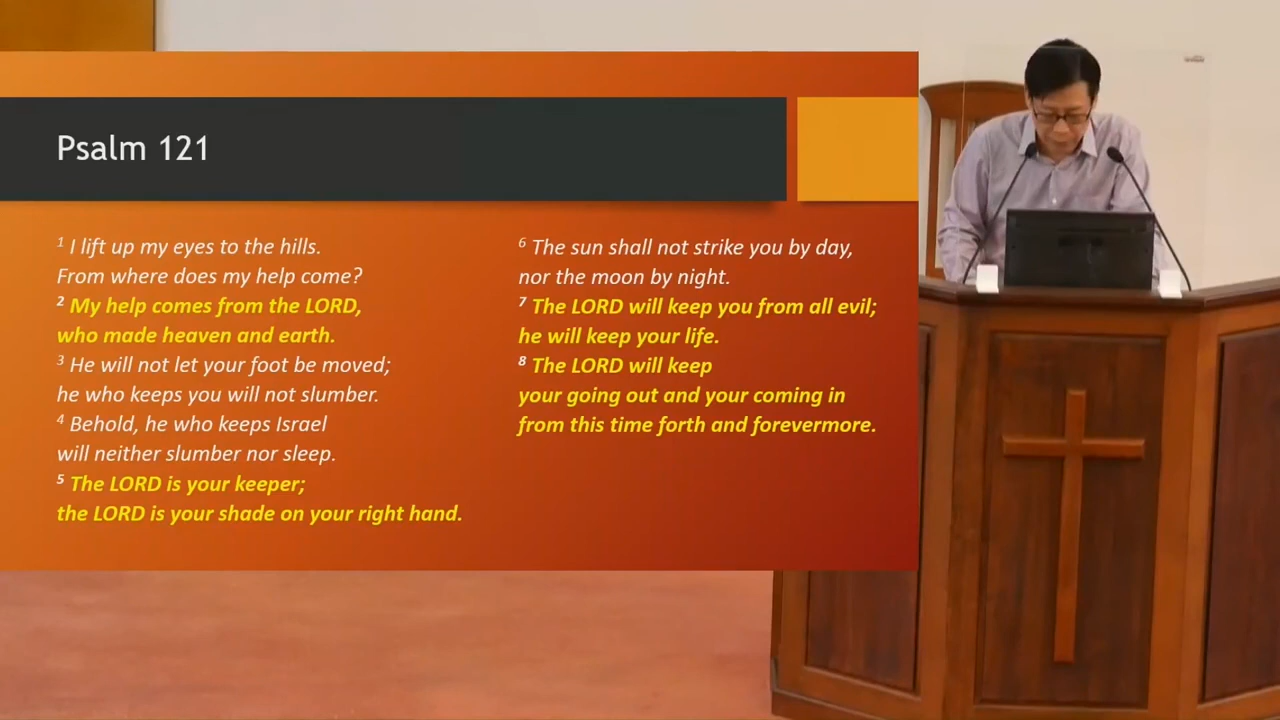 Psalm 121
¹ I lift up my eyes to the hills.
From where does my help come?
² My help comes from the LORD,
who made heaven and earth.
³ He will not let your foot be moved;
he who keeps you will not slumber.
⁴ Behold, he who keeps Israel
will neither slumber nor sleep.
⁵ The LORD is your keeper;
the LORD is your shade on your right hand.
⁶ The sun shall not strike you by day,
nor the moon by night.
⁷ The LORD will keep you from all evil;
he will keep your life.
⁸ The LORD will keep
your going out and your coming in
from this time forth and forevermore.